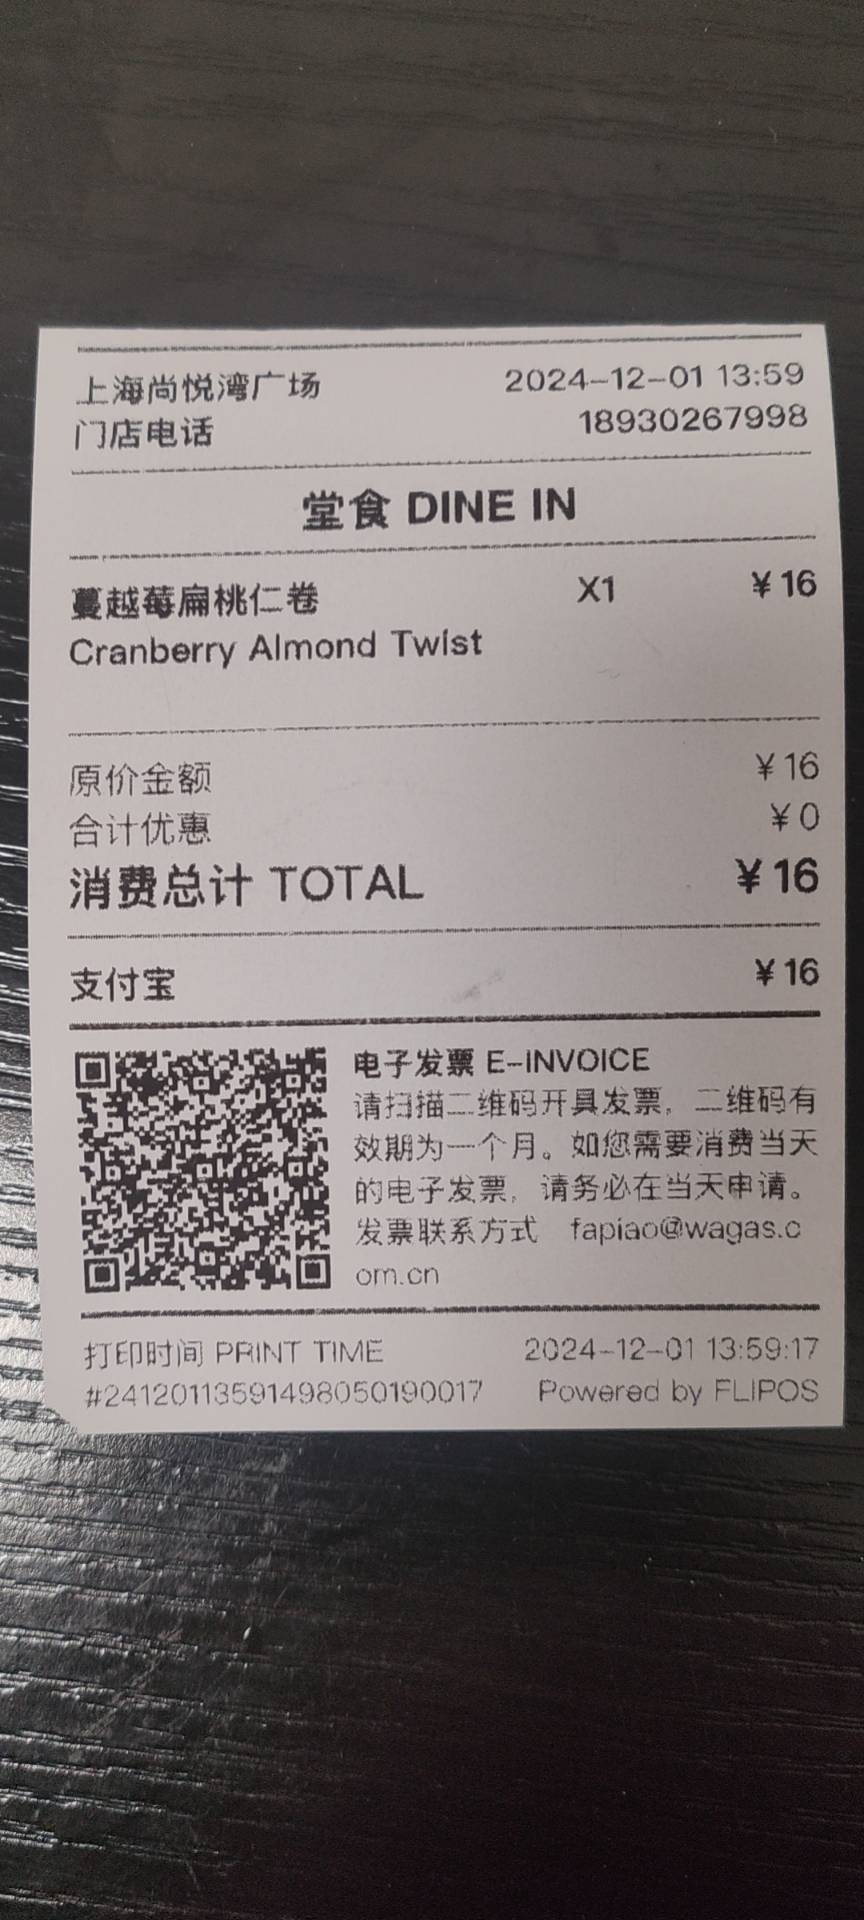 上海尚悦湾广场 2024-12-01 13:59
门店电话 18930267998
堂食 DINE IN
蔓越莓扁桃仁卷 X1 ¥16
Cranberry Almond Twist
原价金额 ¥16
合计优惠 ¥0
消费总计 TOTAL ¥16
支付宝 ¥16
电子发票 E-INVOICE
请扫描二维码开具发票，二维码有
效期为一个月。如您需要消费当天
的电子发票，请务必在当天申请。
发票联系方式 fapiao@wagas.c
om.cn
打印时间 PRINT TIME 2024-12-01 13:59:17
#24120113591498050190017 Powered by FLIPOS